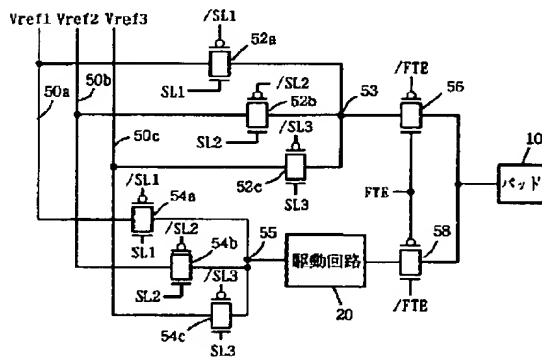 Vref1 Vref2 Vref3
/SL1
52a
50a
50b
SL1
/SL2
52b
53
/FTE
56
50c
SL2
/SL3
10
52c
SL3
パッド
/SL1
54a
FTE
SL1
/SL2
54b
55
58
/SL3
駆動回路
SL2
20
/FTE
54c
SL3